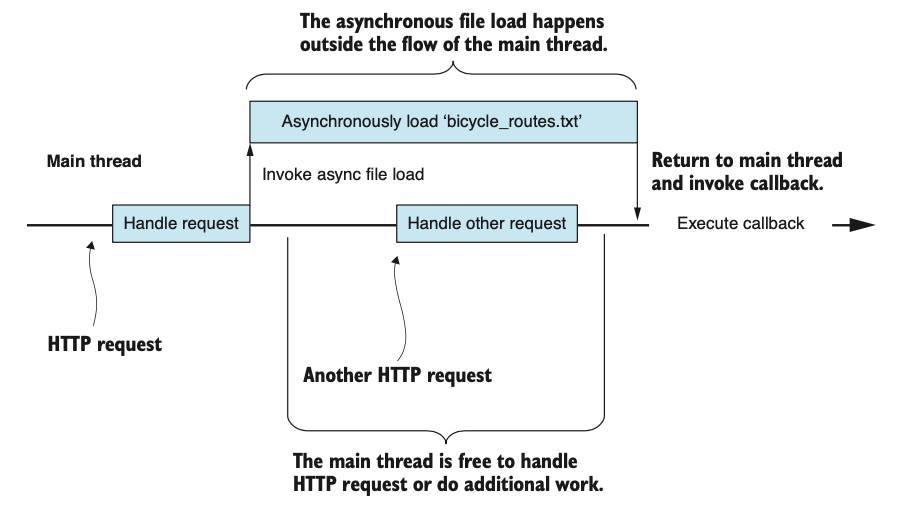 The asynchronous file load happens
outside the flow of the main thread.
Asynchronously load ‘bicycle_routes.txt’
Main thread
Invoke async file load
Return to main thread
and invoke callback.
Handle request
Handle other request
Execute callback
HTTP request
Another HTTP request
The main thread is free to handle
HTTP request or do additional work.